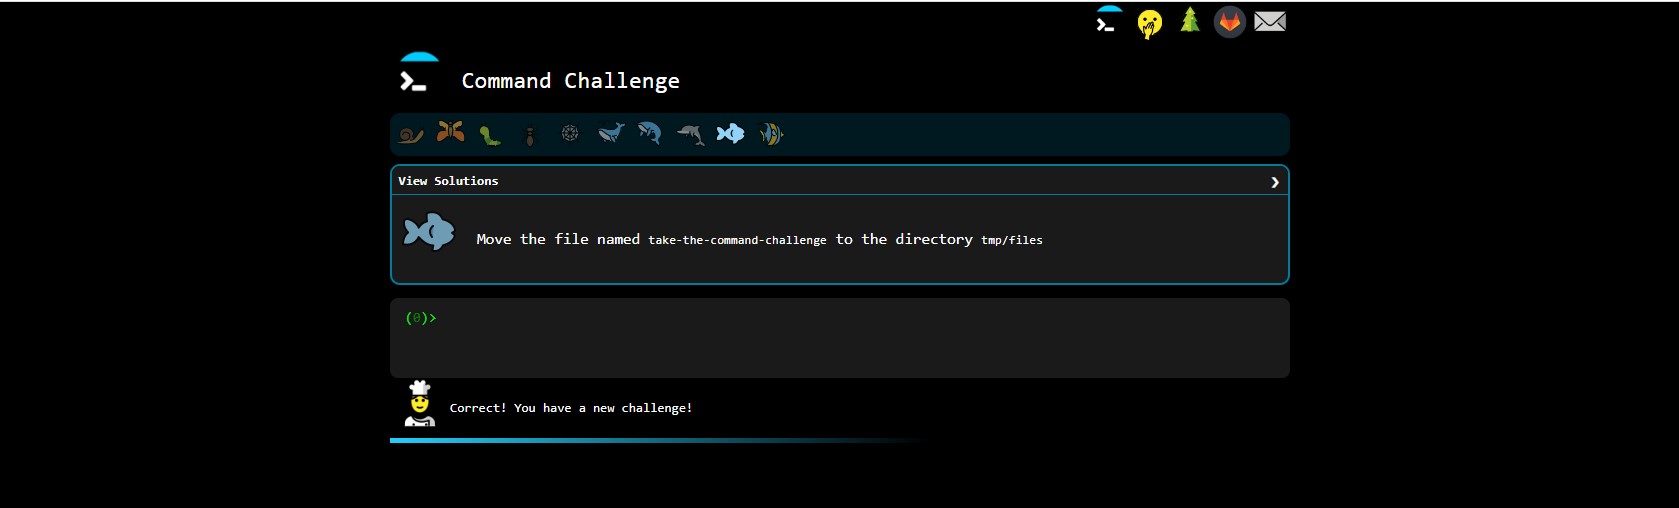 Command Challenge
View Solutions
Move the file named take-the-command-challenge to the directory tmp/files
(0)>
Correct! You have a new challenge!